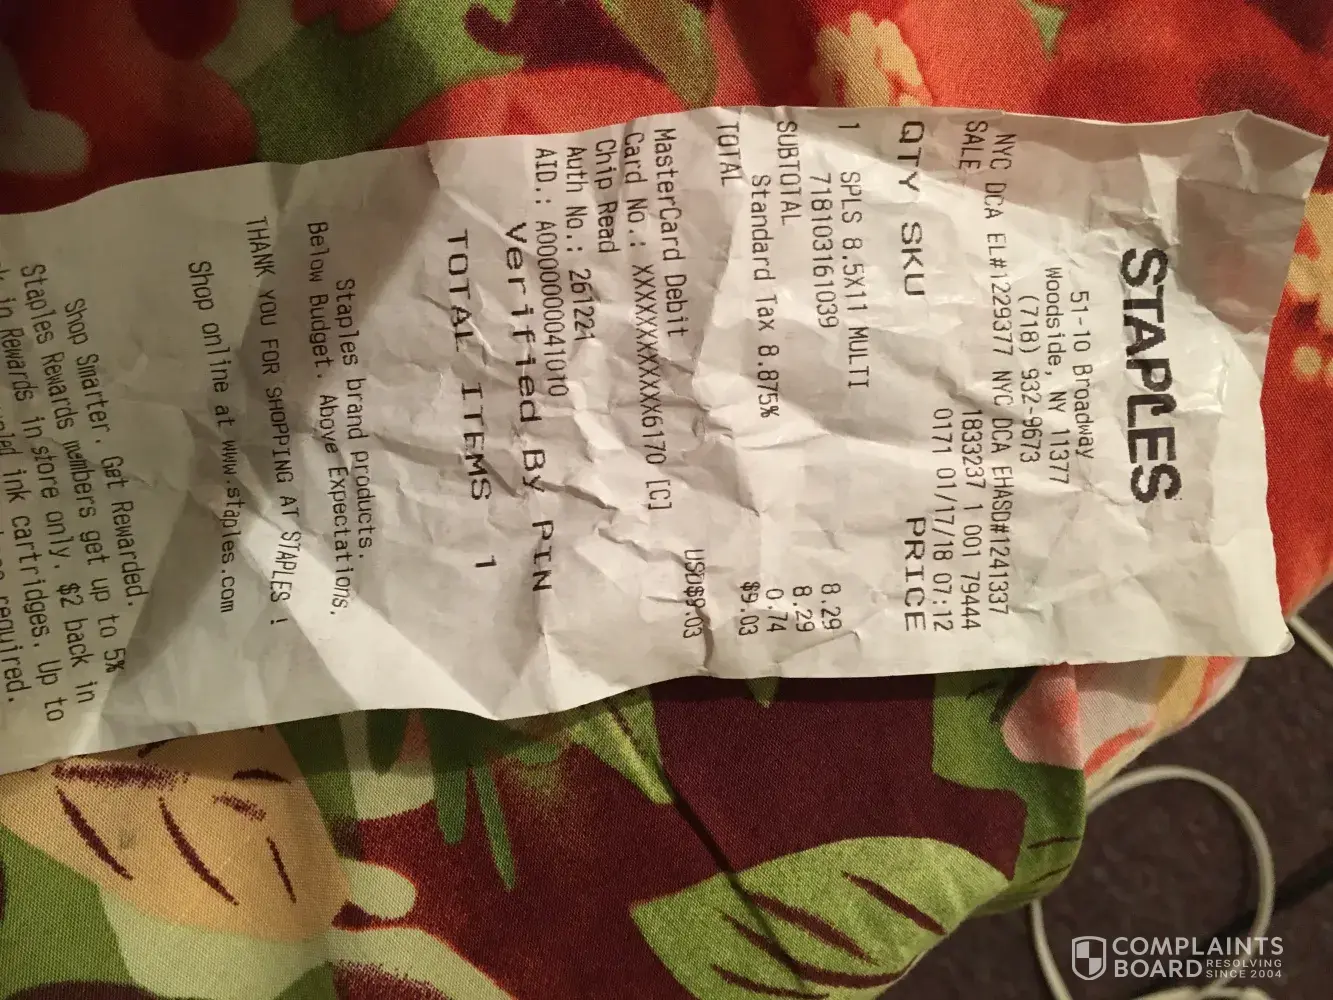 STAPLES
51-10 Broadway
Woodside, NY 11377
(718) 932-9673
NYC DCA EL#1229377 NYC DCA EHASD#1241337
SALE 1833237 1 001 79444
0171 01/17/18 07:12
QTY SKU PRICE
1 SPLS 8.5X11 MULTI
718103161039 8.29
SUBTOTAL 8.29
Standard Tax 8.875% 0.74
TOTAL $9.03
MasterCard Debit USD$9.03
Card No.: XXXXXXXXXXXX6170 [C]
Chip Read
Auth No.: 261224
AID.: A0000000041010
Verified By PIN
TOTAL ITEMS 1
Staples brand products.
Below Budget. Above Expectations.
THANK YOU FOR SHOPPING AT STAPLES !
Shop online at www.staples.com
Shop Smarter. Get Rewarded.
Staples Rewards members get up to 5%
in Rewards in store only. $2 back in
ink cartridges. Up to
required.
COMPLAINTS
BOARD RESOLVING
SINCE 2004